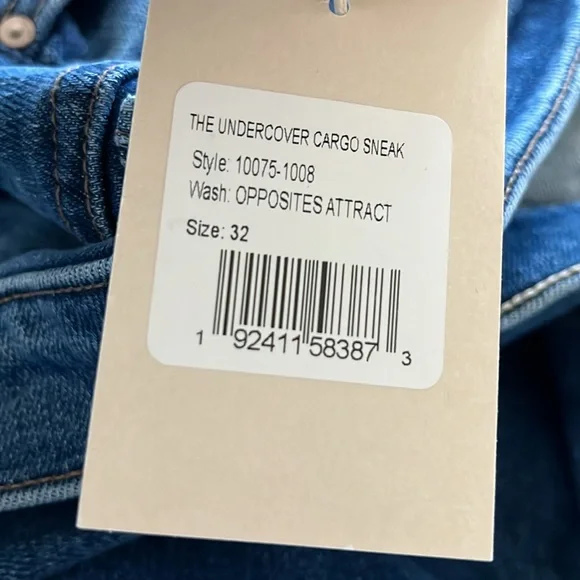 THE UNDERCOVER CARGO SNEAK
Style: 10075-1008
Wash: OPPOSITES ATTRACT
Size: 32
1 92411 58387 3